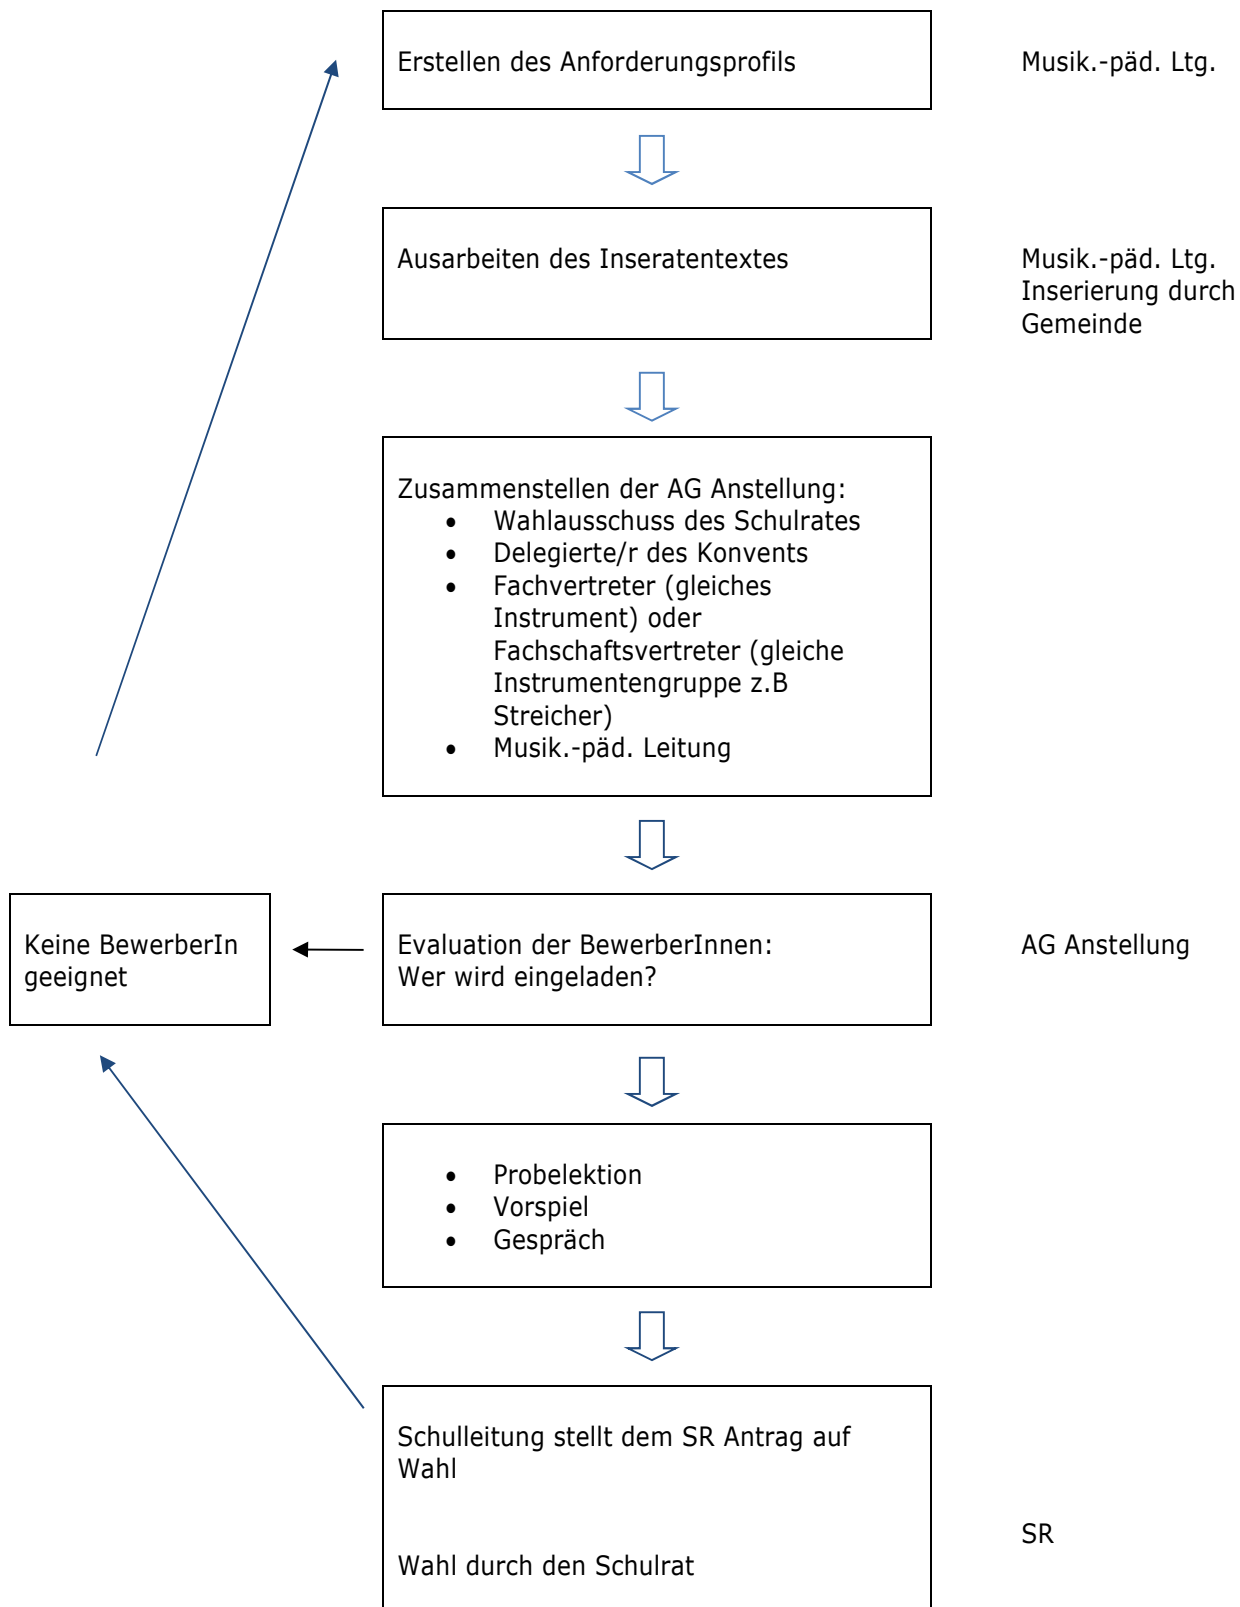 Erstellen des Anforderungsprofils
Musik.-päd. Ltg.
Ausarbeiten des Inseratentextes
Musik.-päd. Ltg.
Inserierung durch
Gemeinde
Zusammenstellen der AG Anstellung:
• Wahlausschuss des Schulrates
• Delegierte/r des Konvents
• Fachvertreter (gleiches
Instrument) oder
Fachschaftsvertreter (gleiche
Instrumentengruppe z.B
Streicher)
• Musik.-päd. Leitung
Keine BewerberIn
geeignet
Evaluation der BewerberInnen:
Wer wird eingeladen?
AG Anstellung
• Probelektion
• Vorspiel
• Gespräch
Schulleitung stellt dem SR Antrag auf
Wahl
SR
Wahl durch den Schulrat